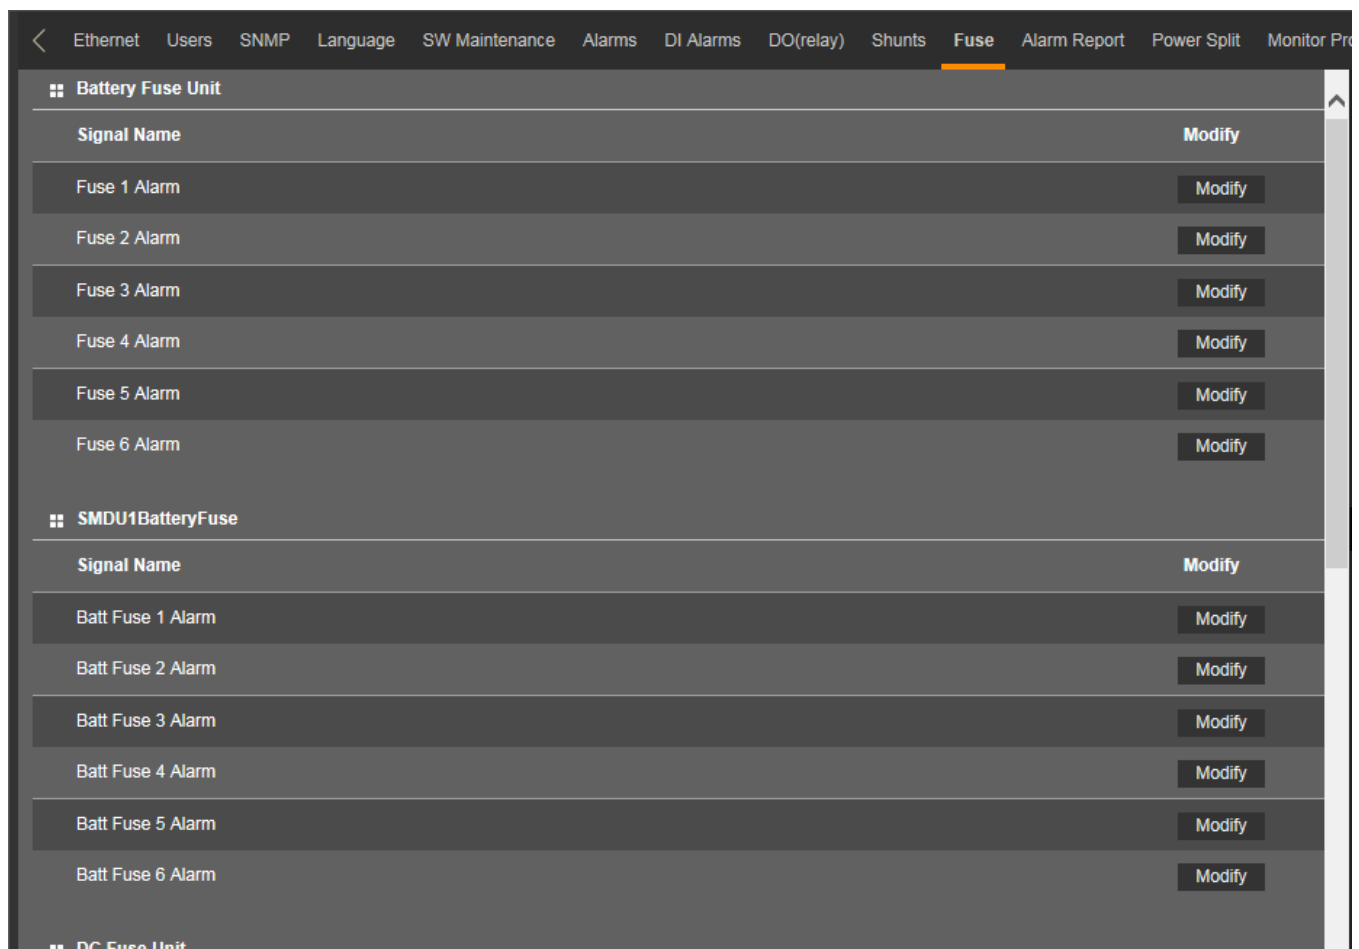 Ethernet Users SNMP Language SW Maintenance Alarms DI Alarms DO(relay) Shunts Fuse Alarm Report Power Split Monitor
Battery Fuse Unit
Signal Name Modify
Fuse 1 Alarm Modify
Fuse 2 Alarm Modify
Fuse 3 Alarm Modify
Fuse 4 Alarm Modify
Fuse 5 Alarm Modify
Fuse 6 Alarm Modify
SMDU1BatteryFuse
Signal Name Modify
Batt Fuse 1 Alarm Modify
Batt Fuse 2 Alarm Modify
Batt Fuse 3 Alarm Modify
Batt Fuse 4 Alarm Modify
Batt Fuse 5 Alarm Modify
Batt Fuse 6 Alarm Modify
DC Fuse Unit